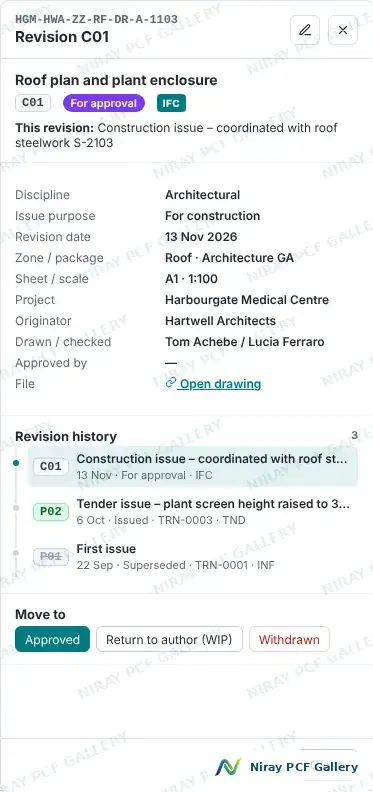 HGM-HWA-ZZ-RF-DR-A-1103
Revision C01
Roof plan and plant enclosure
C01 For approval IFC
This revision: Construction issue – coordinated with roof
steelwork S-2103
Discipline Architectural
Issue purpose For construction
Revision date 13 Nov 2026
Zone / package Roof · Architecture GA
Sheet / scale A1 · 1:100
Project Harbourgate Medical Centre
Originator Hartwell Architects
Drawn / checked Tom Achebe / Lucia Ferraro
Approved by —
File Open drawing
Revision history 3
C01 Construction issue – coordinated with roof st...
13 Nov · For approval · IFC
P02 Tender issue – plant screen height raised to 3...
6 Oct · Issued · TRN-0003 · TND
P01 First issue
22 Sep · Superseded · TRN-0001 · INF
Move to
Approved Return to author (WIP) Withdrawn
Niray PCF Gallery
NIRAY PCF GALLERY